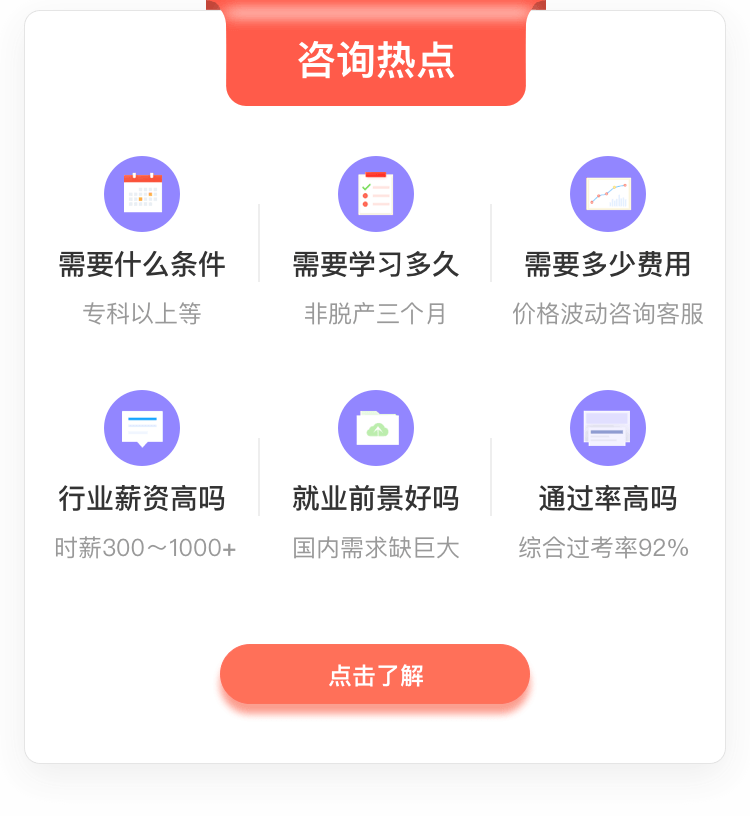 咨询热点
需要什么条件
专科以上等
需要学习多久
非脱产三个月
需要多少费用
价格波动咨询客服
行业薪资高吗
时薪300～1000+
就业前景好吗
国内需求缺巨大
通过率高吗
综合过考率92%
点击了解